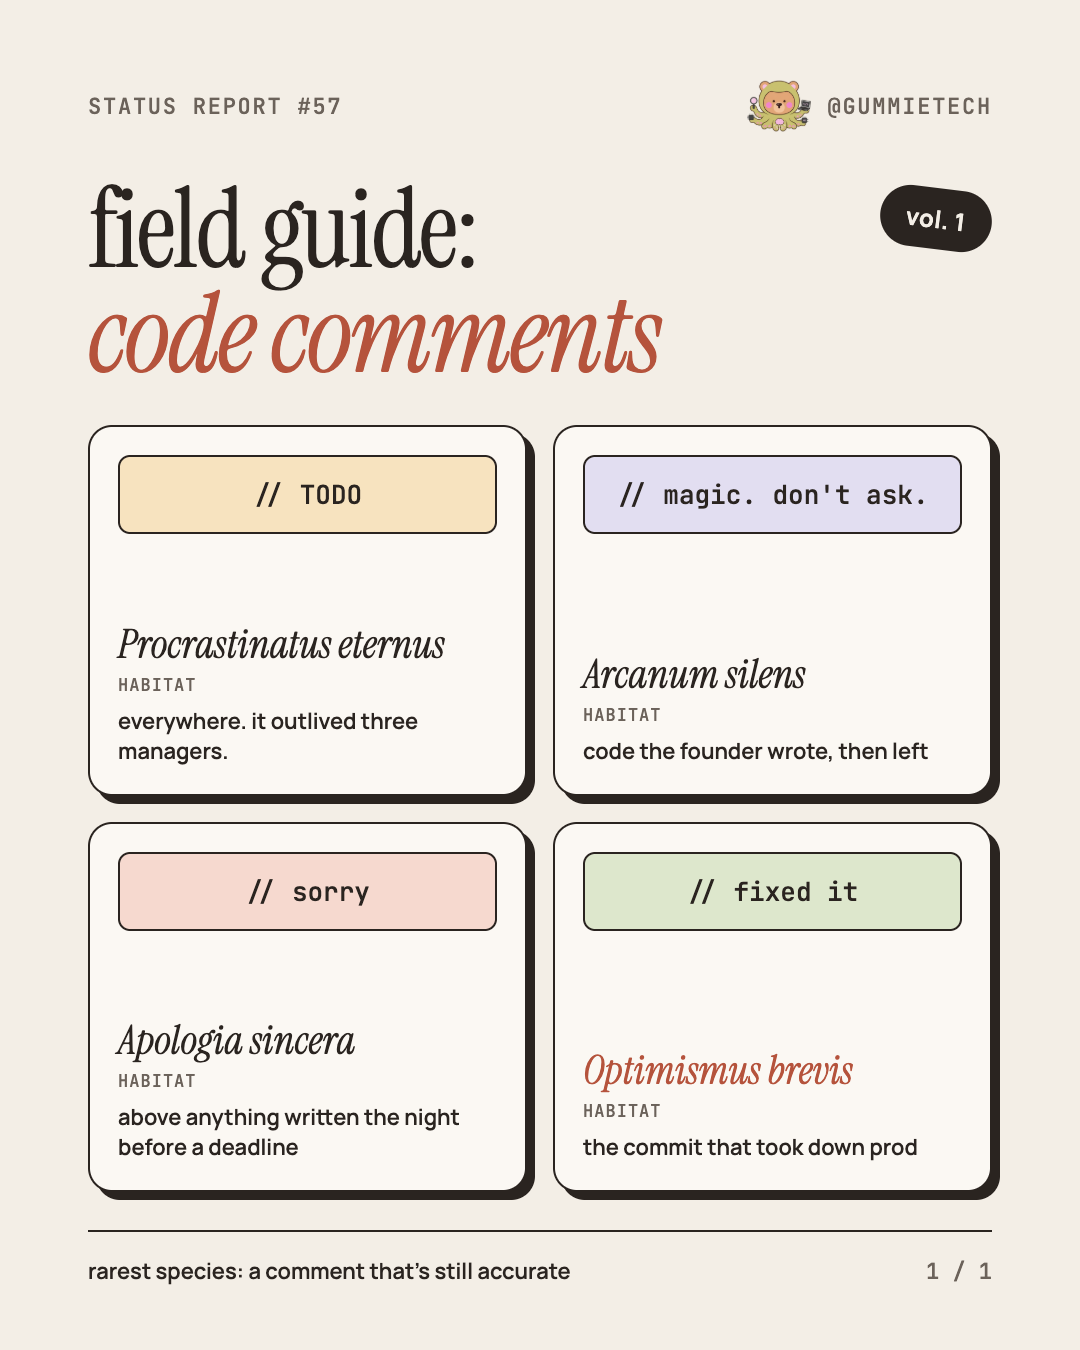 STATUS REPORT #57
@GUMMIETECH
field guide:
vol. 1
code comments
// TODO
Procrastinatus eternus
HABITAT
everywhere. it outlived three
managers.
// magic. don't ask.
Arcanum silens
HABITAT
code the founder wrote, then left
// sorry
Apologia sincera
HABITAT
above anything written the night
before a deadline
// fixed it
Optimismus brevis
HABITAT
the commit that took down prod
rarest species: a comment that’s still accurate
1 / 1